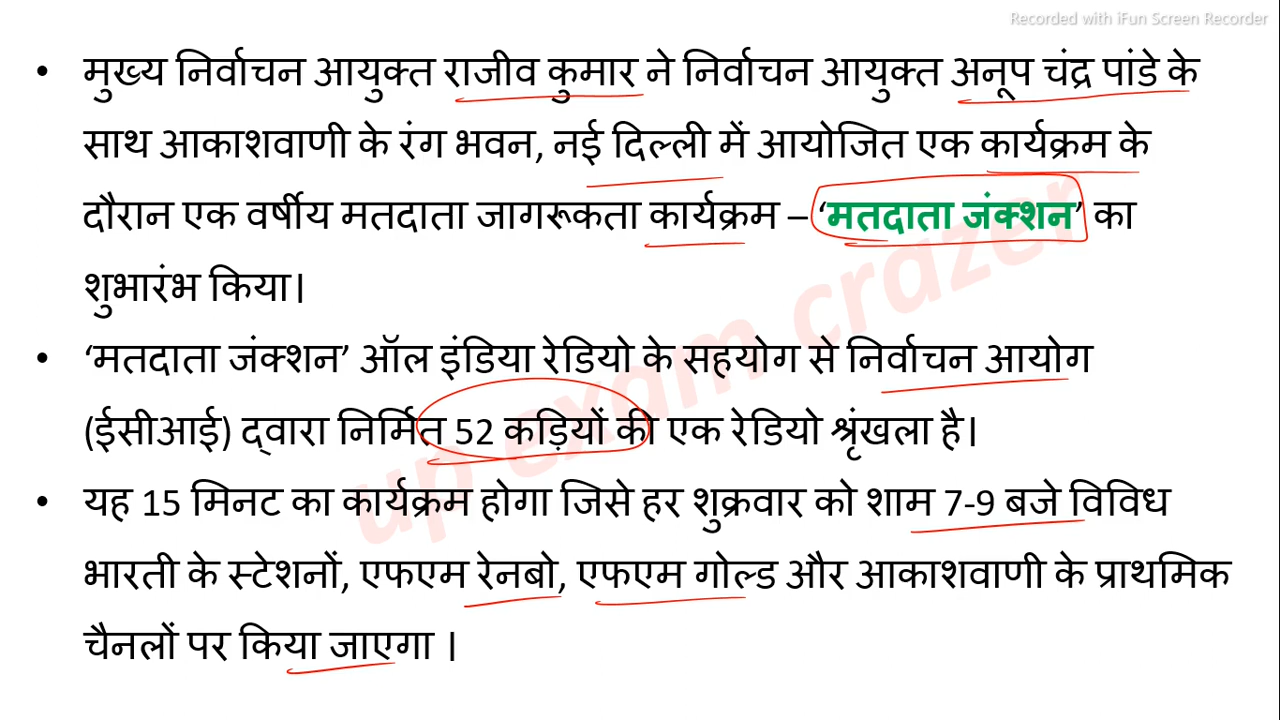 Recorded with iFun Screen Recorder
• मुख्य निर्वाचन आयुक्त राजीव कुमार ने निर्वाचन आयुक्त अनूप चंद्र पांडे के
साथ आकाशवाणी के रंग भवन, नई दिल्ली में आयोजित एक कार्यक्रम के
दौरान एक वर्षीय मतदाता जागरूकता कार्यक्रम – ‘मतदाता जंक्शन’ का
शुभारंभ किया।
• ‘मतदाता जंक्शन’ ऑल इंडिया रेडियो के सहयोग से निर्वाचन आयोग
(ईसीआई) द्वारा निर्मित 52 कड़ियों की एक रेडियो श्रृंखला है।
• यह 15 मिनट का कार्यक्रम होगा जिसे हर शुक्रवार को शाम 7-9 बजे विविध
भारती के स्टेशनों, एफएम रेनबो, एफएम गोल्ड और आकाशवाणी के प्राथमिक
चैनलों पर किया जाएगा ।
up exam crazer